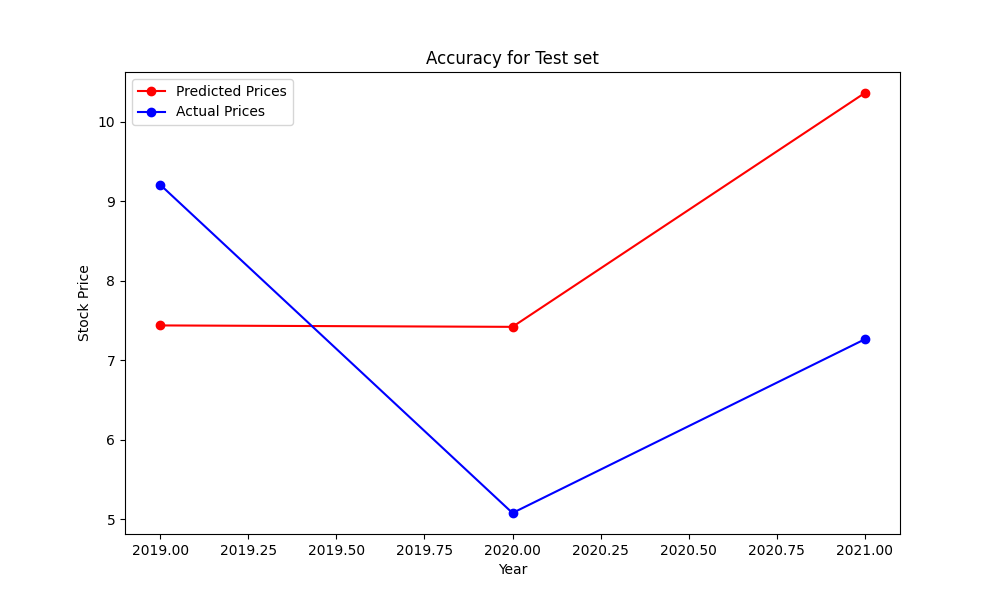 Accuracy for Test set
Predicted Prices
Actual Prices
10
9
8
7
6
5
Stock Price
2019.00 2019.25 2019.50 2019.75 2020.00 2020.25 2020.50 2020.75 2021.00
Year